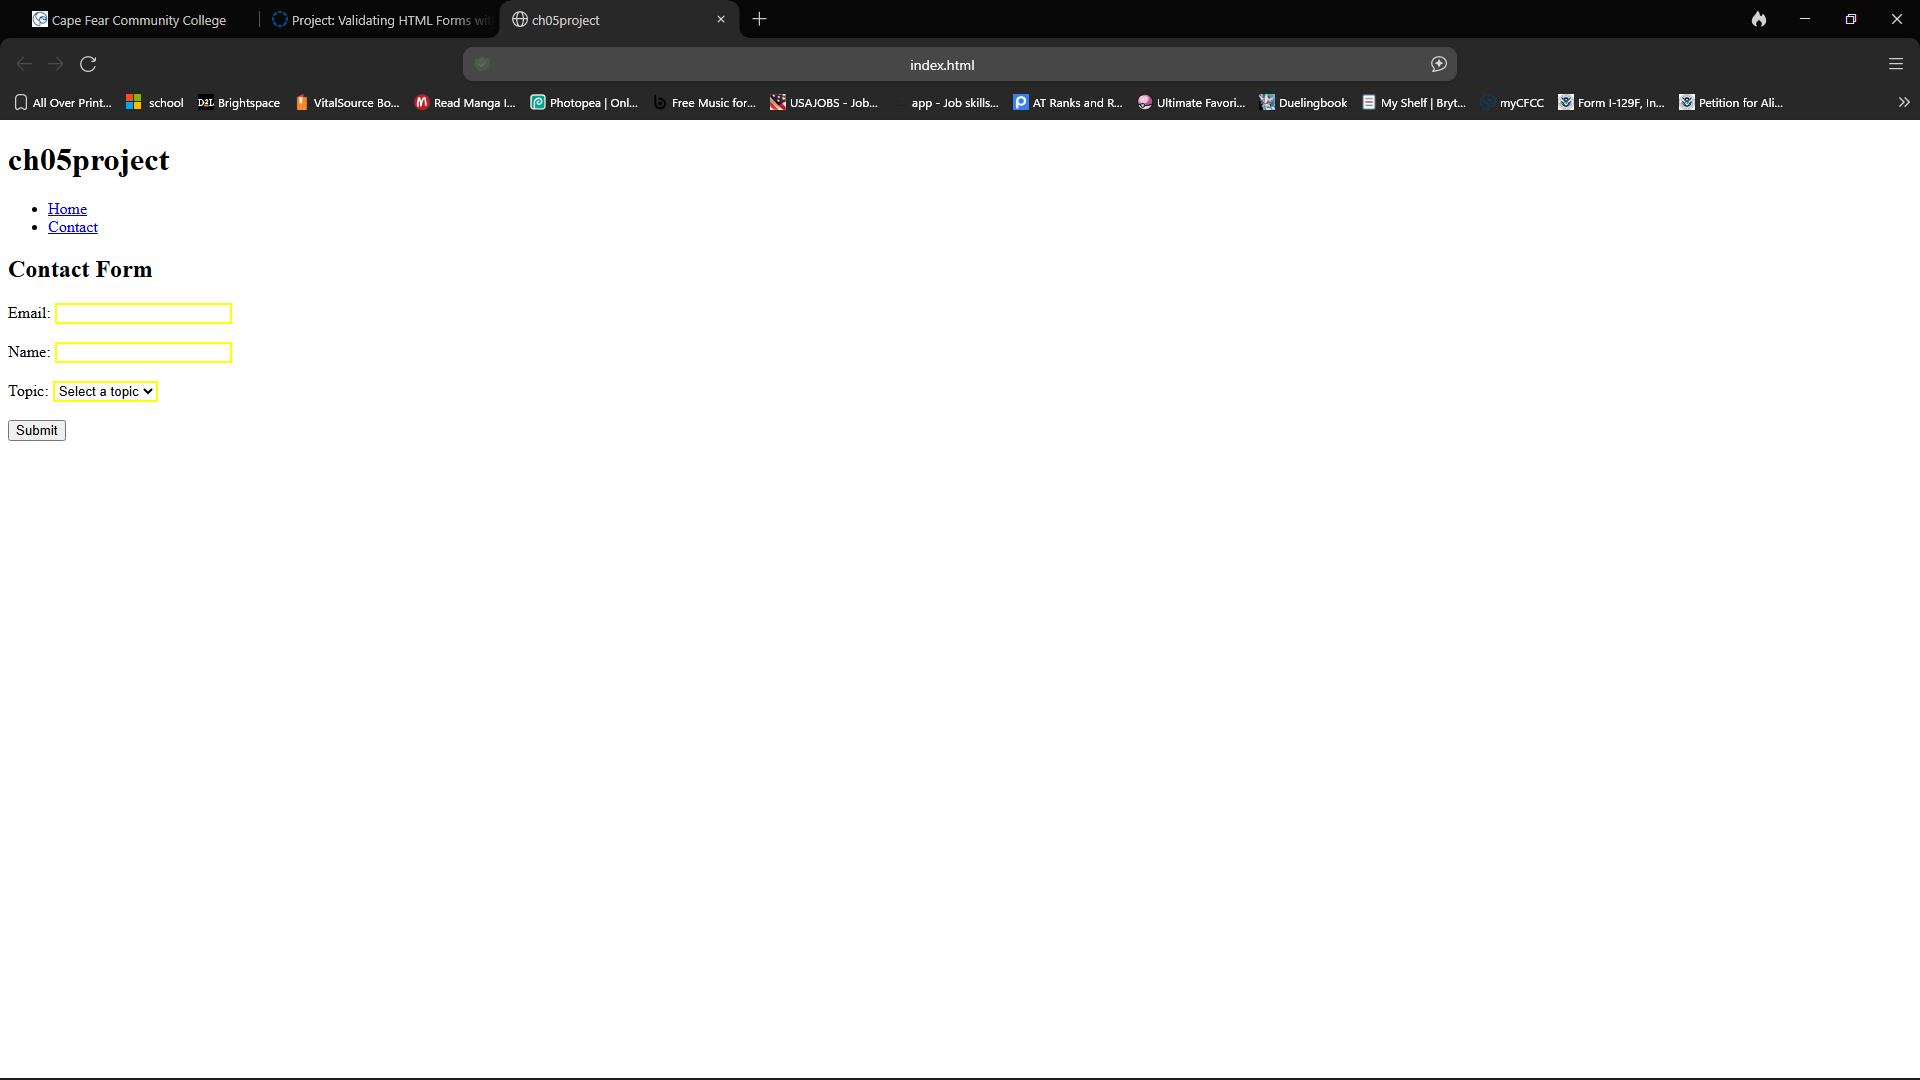 Cape Fear Community College
Project: Validating HTML Forms wit
ch05project
index.html
All Over Print...
school
D2L Brightspace
VitalSource Bo...
Read Manga I...
Photopea | Onl...
Free Music for...
USAJOBS - Job...
app - Job skills...
AT Ranks and R...
Ultimate Favori...
Duelingbook
My Shelf | Bryt...
myCFCC
Form I-129F, In...
Petition for Ali...
ch05project
Home
Contact
Contact Form
Email:
Name:
Topic: Select a topic
Submit